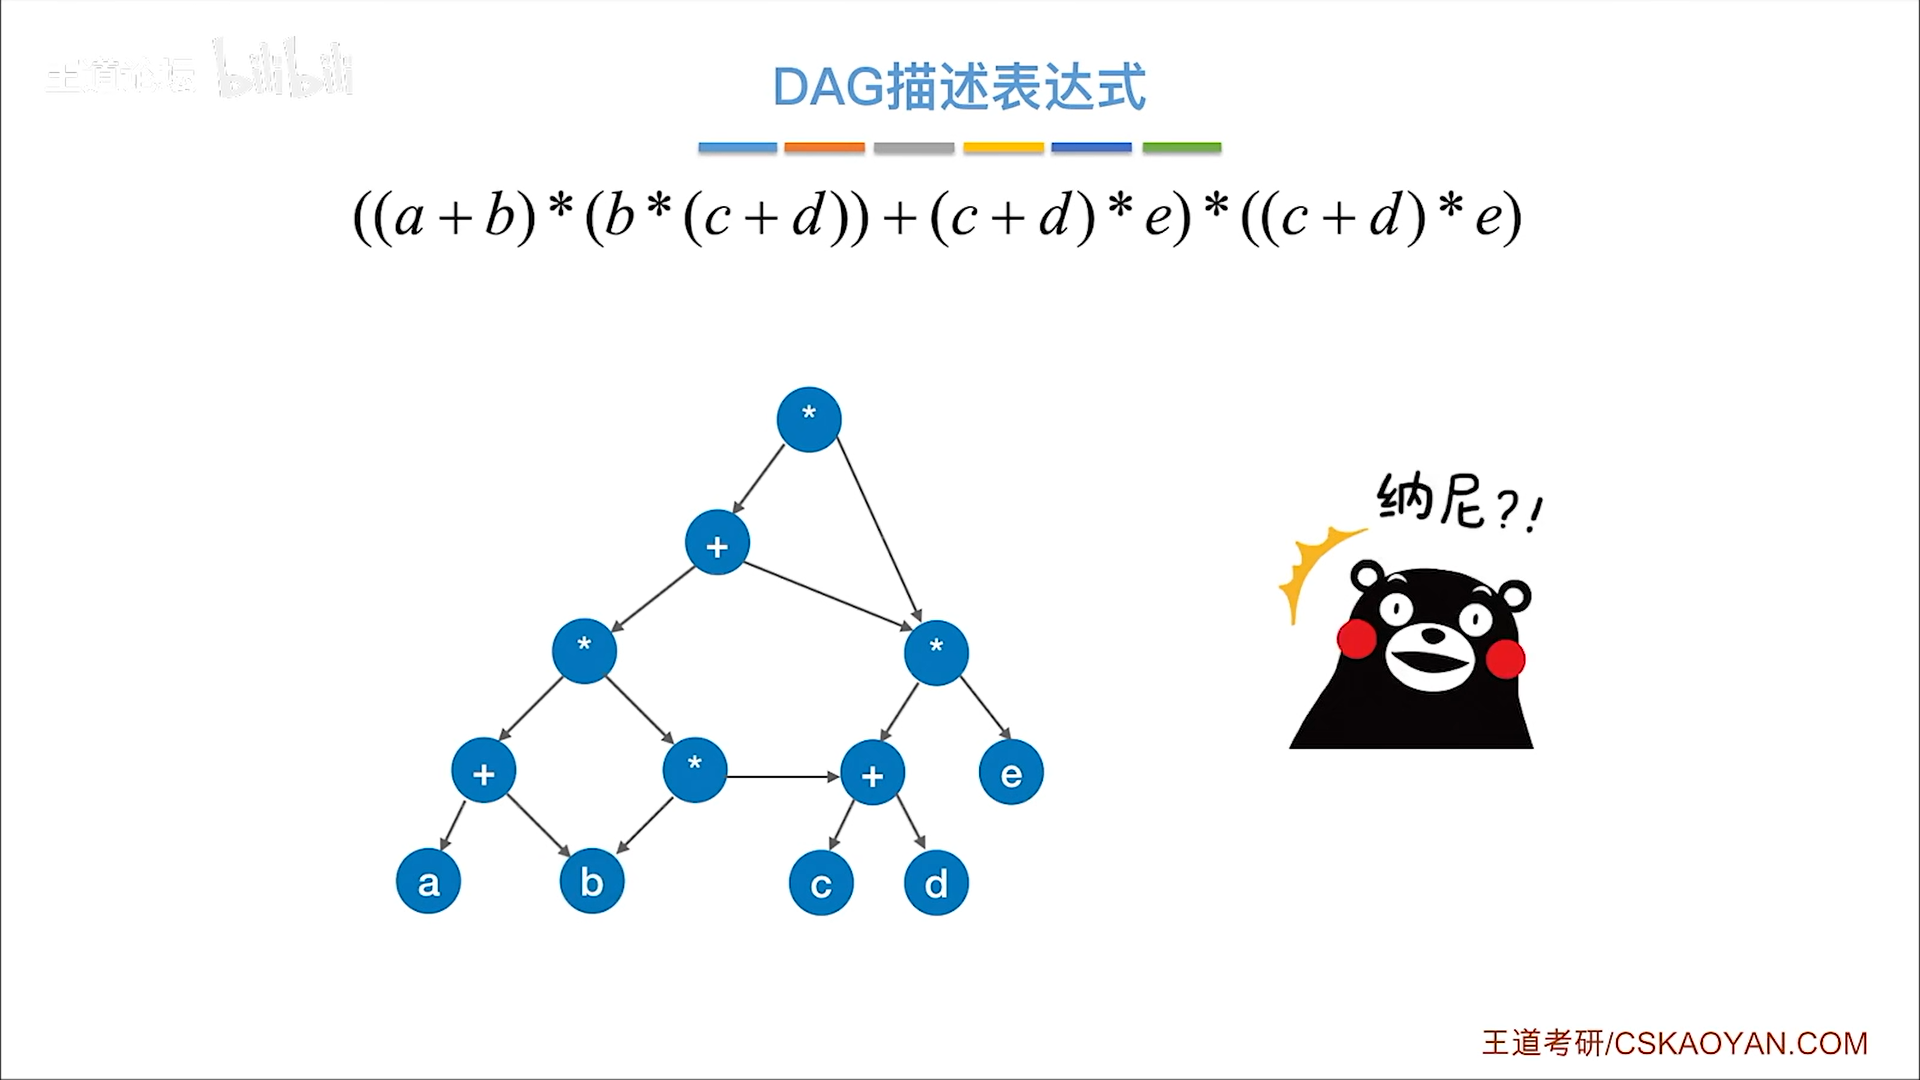 王道论坛 bilibili
DAG描述表达式
((a+b)*(b*(c+d))+(c+d)*e)*((c+d)*e)
*
+
纳尼?!
* *
+ * + e
a b c d
王道考研/CSKAOYAN.COM